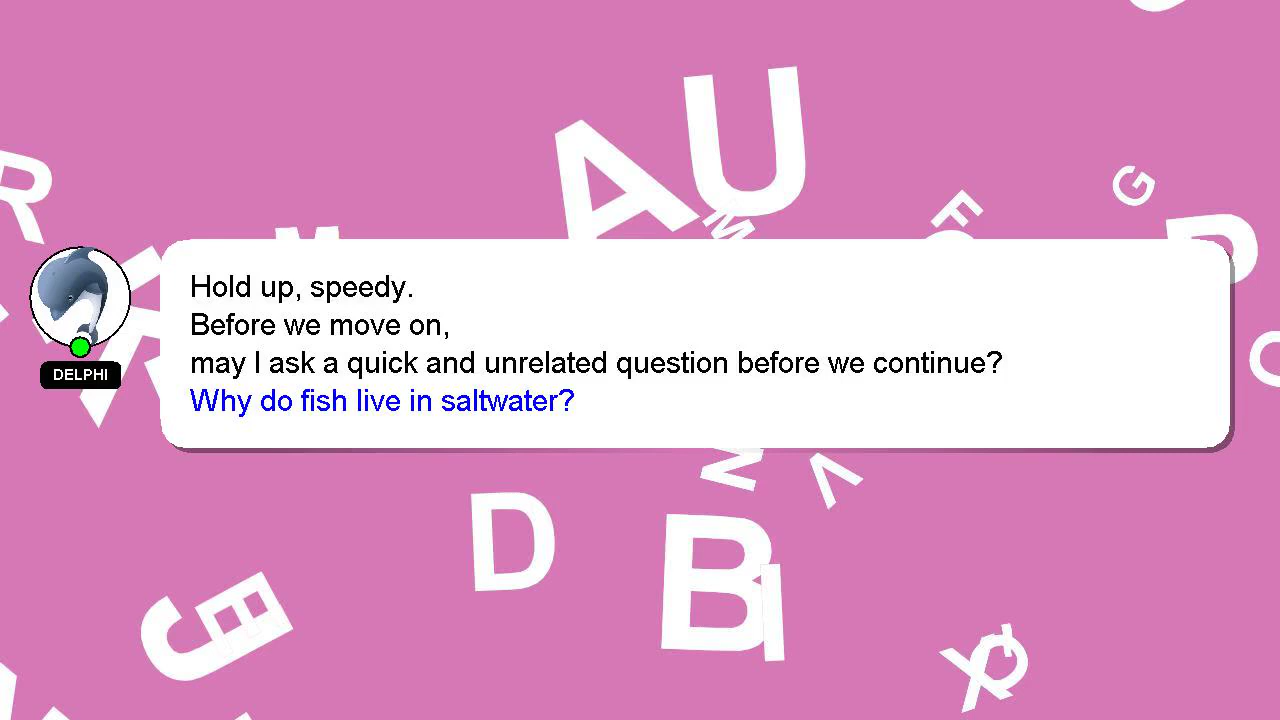 AU
R
G
M
F
D
M
Hold up, speedy.
Before we move on,
may I ask a quick and unrelated question before we continue?
Why do fish live in saltwater?
DELPHI
D
B
I
J
E
X